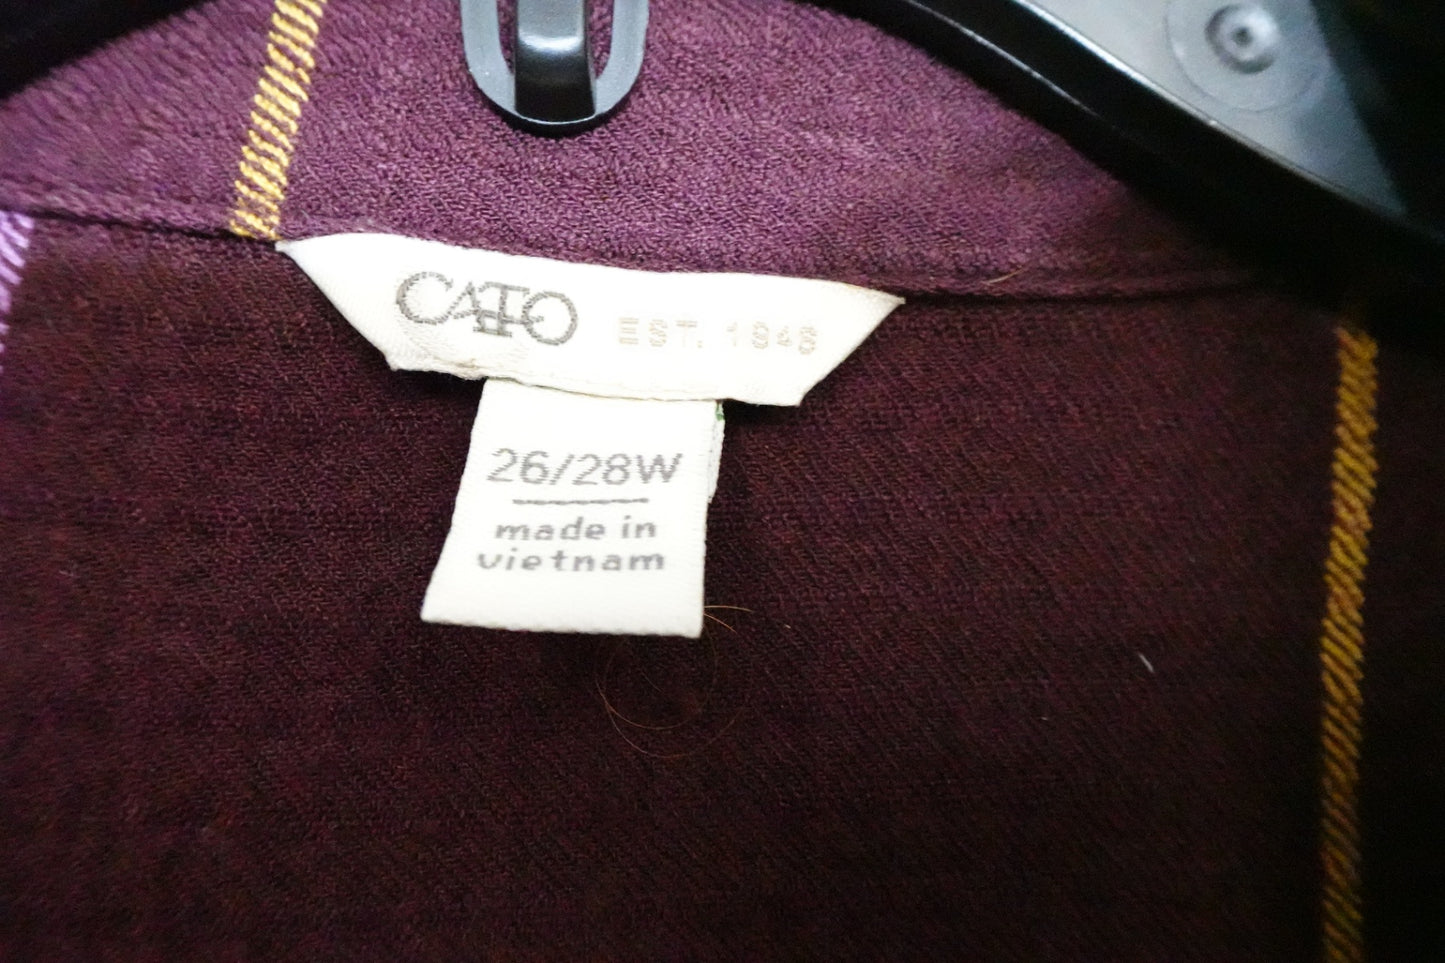 CATO EST. 1946
26/28W
made in
vietnam